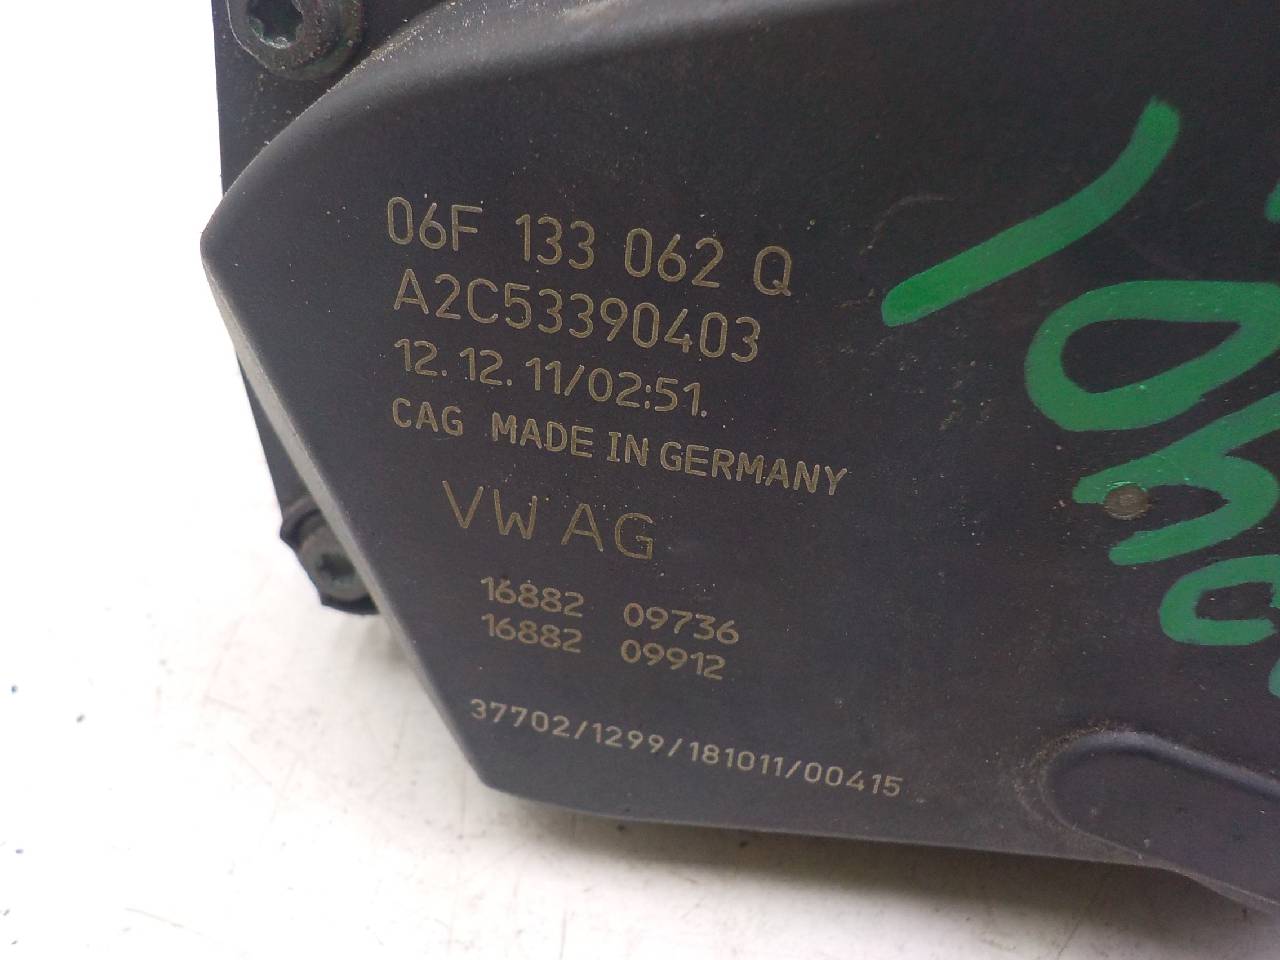 06F 133 062 Q
A2C53390403
12.12.11/02:51.
CAG MADE IN GERMANY
VW AG
16882 09736
16882 09912
37702/1299/181011/00415